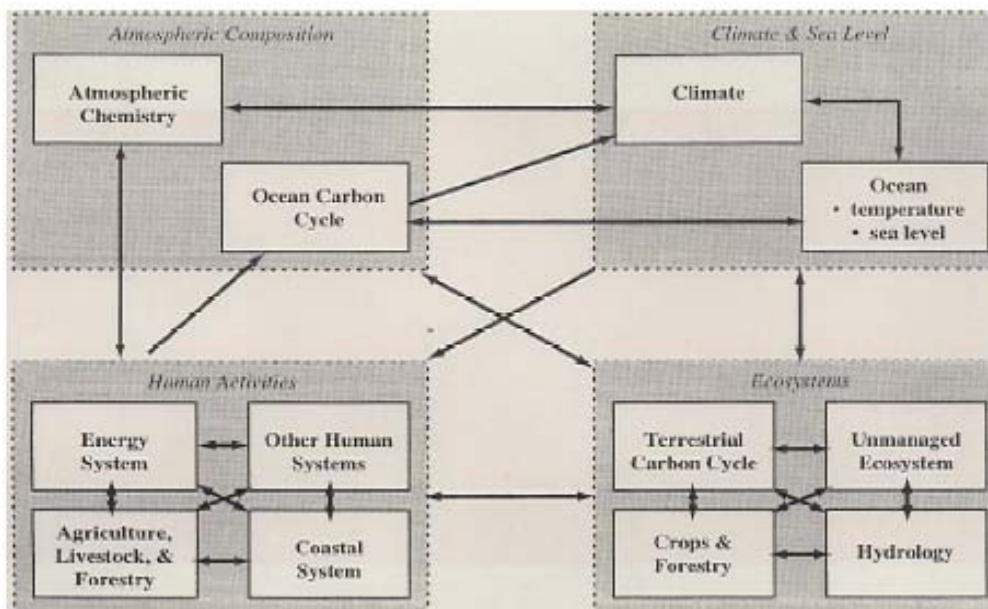 Atmospheric Composition
Atmospheric
Chemistry
Ocean Carbon
Cycle
Climate & Sea Level
Climate
Ocean
• temperature
• sea level
Human Activities
Energy
System
Other Human
Systems
Agriculture,
Livestock, &
Forestry
Coastal
System
Ecosystems
Terrestrial
Carbon Cycle
Unmanaged
Ecosystem
Crops &
Forestry
Hydrology